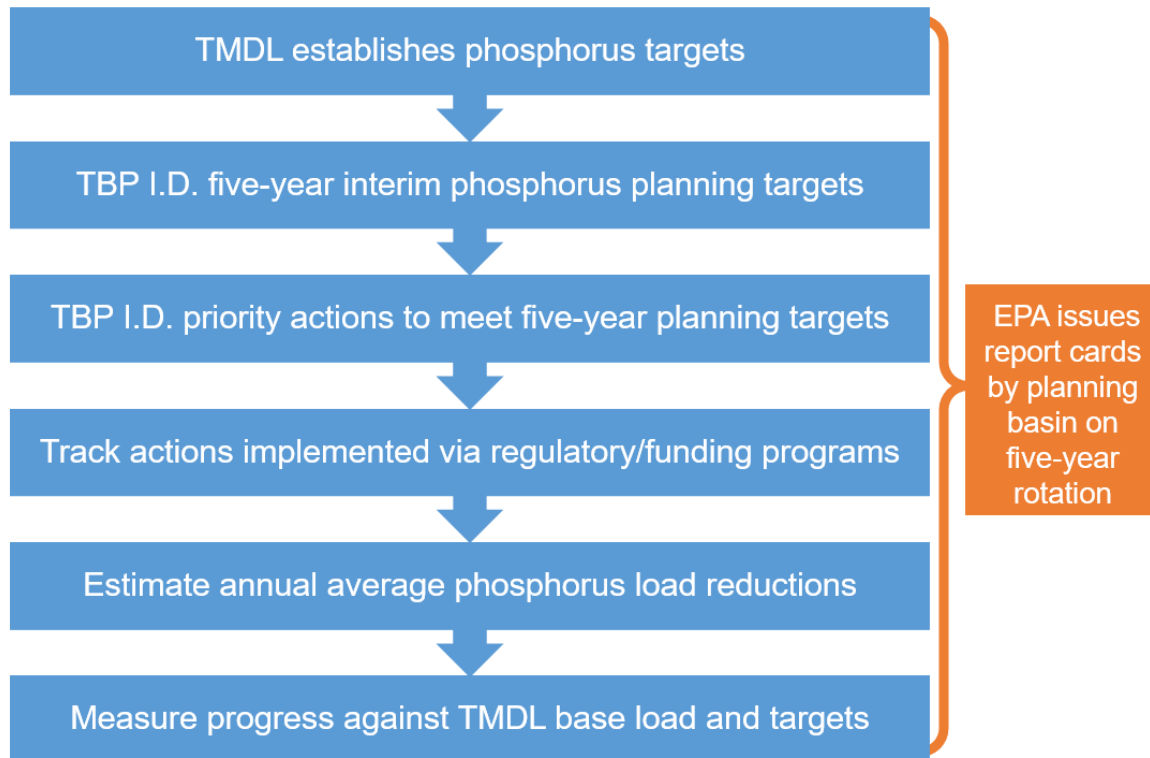 TMDL establishes phosphorus targets
TBP I.D. five-year interim phosphorus planning targets
TBP I.D. priority actions to meet five-year planning targets
Track actions implemented via regulatory/funding programs
Estimate annual average phosphorus load reductions
Measure progress against TMDL base load and targets
EPA issues
report cards
by planning
basin on
five-year
rotation